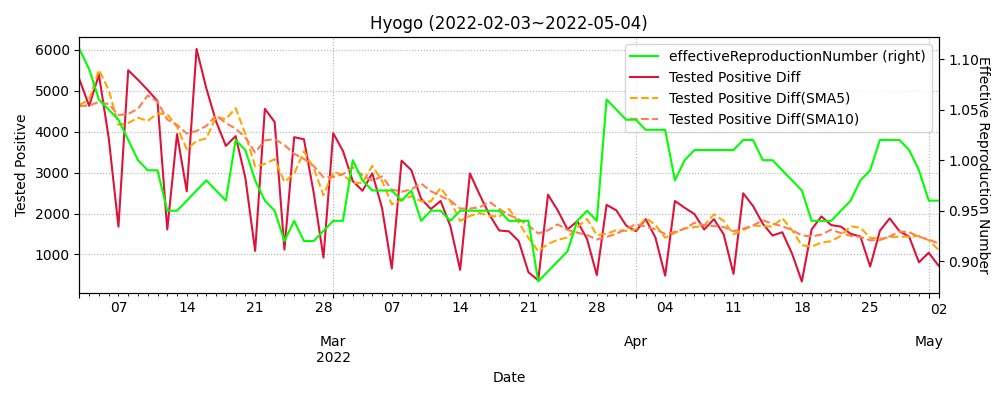 Hyogo (2022-02-03~2022-05-04)
effectiveReproductionNumber (right)
Tested Positive Diff
Tested Positive Diff(SMA5)
Tested Positive Diff(SMA10)
Tested Positive
6000
5000
4000
3000
2000
1000
1.10
1.05
1.00
0.95
0.90
Effective Reproduction Number
07 14 21 28 07 14 21 28 04 11 18 25 02
Mar Apr May
2022
Date